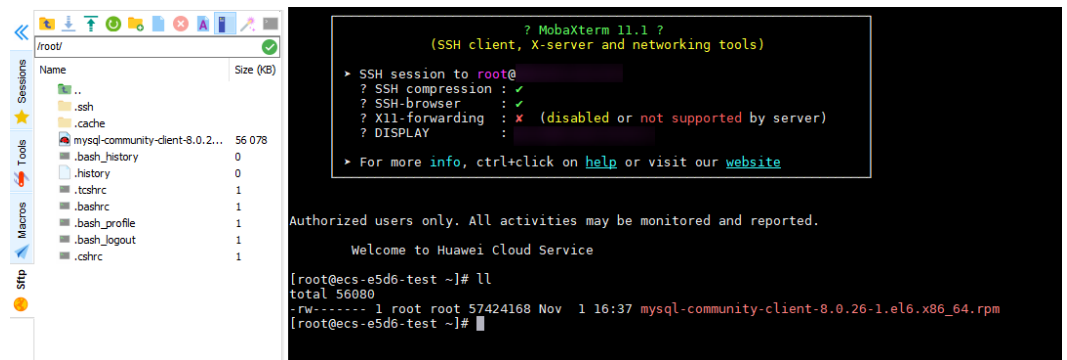 /root/
Name Size (KB)
..
.ssh
.cache
mysql-community-client-8.0.2... 56 078
.bash_history 0
.history 0
.tcshrc 1
.bashrc 1
.bash_profile 1
.bash_logout 1
.cshrc 1
Sessions
Tools
Macros
Sftp
? MobaXterm 11.1 ?
(SSH client, X-server and networking tools)
➤ SSH session to root@
? SSH compression : ✔
? SSH-browser : ✔
? X11-forwarding : ✘ (disabled or not supported by server)
? DISPLAY :
➤ For more info, ctrl+click on help or visit our website
Authorized users only. All activities may be monitored and reported.
Welcome to Huawei Cloud Service
[root@ecs-e5d6-test ~]# ll
total 56080
-rw------- 1 root root 57424168 Nov 1 16:37 mysql-community-client-8.0.26-1.el6.x86_64.rpm
[root@ecs-e5d6-test ~]#